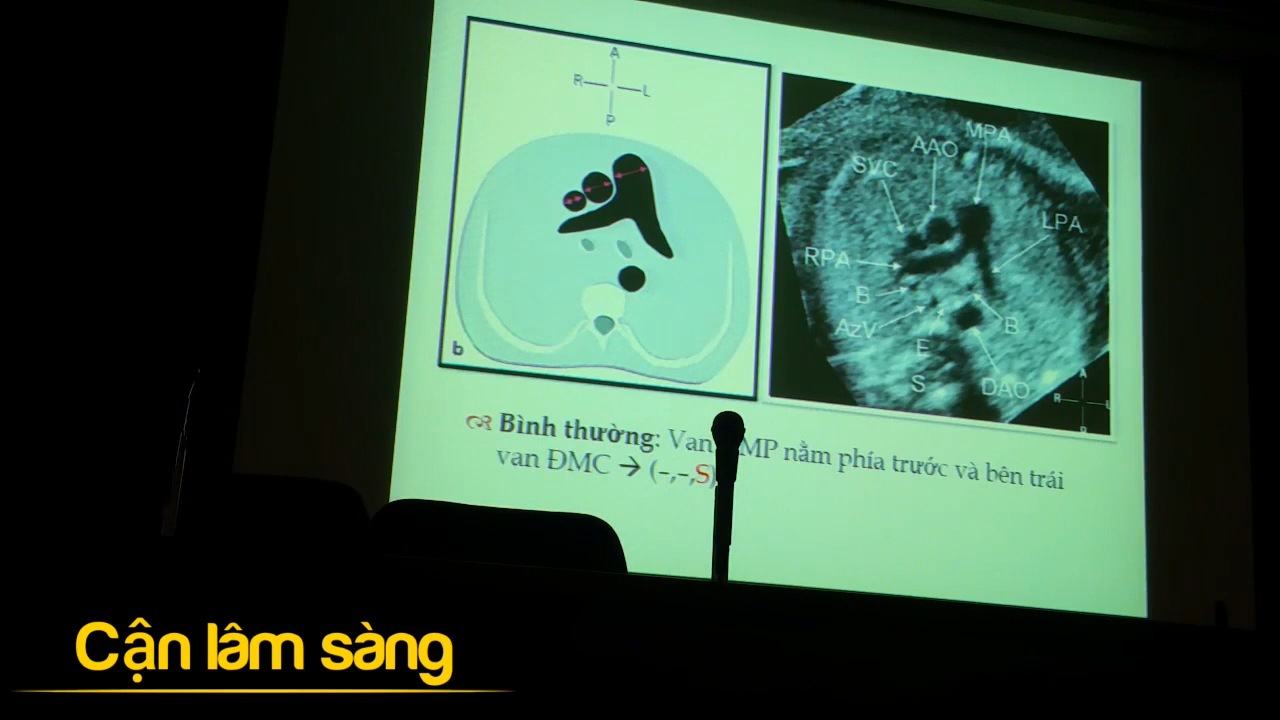 A
R L
P
b
MPA
AAO
SVC
LPA
RPA
B
AzV
B
E
S
DAO
A
R L
Bình thường: Van MP nằm phía trước và bên trái
van ĐMC → (–,–,S)
Cận lâm sàng